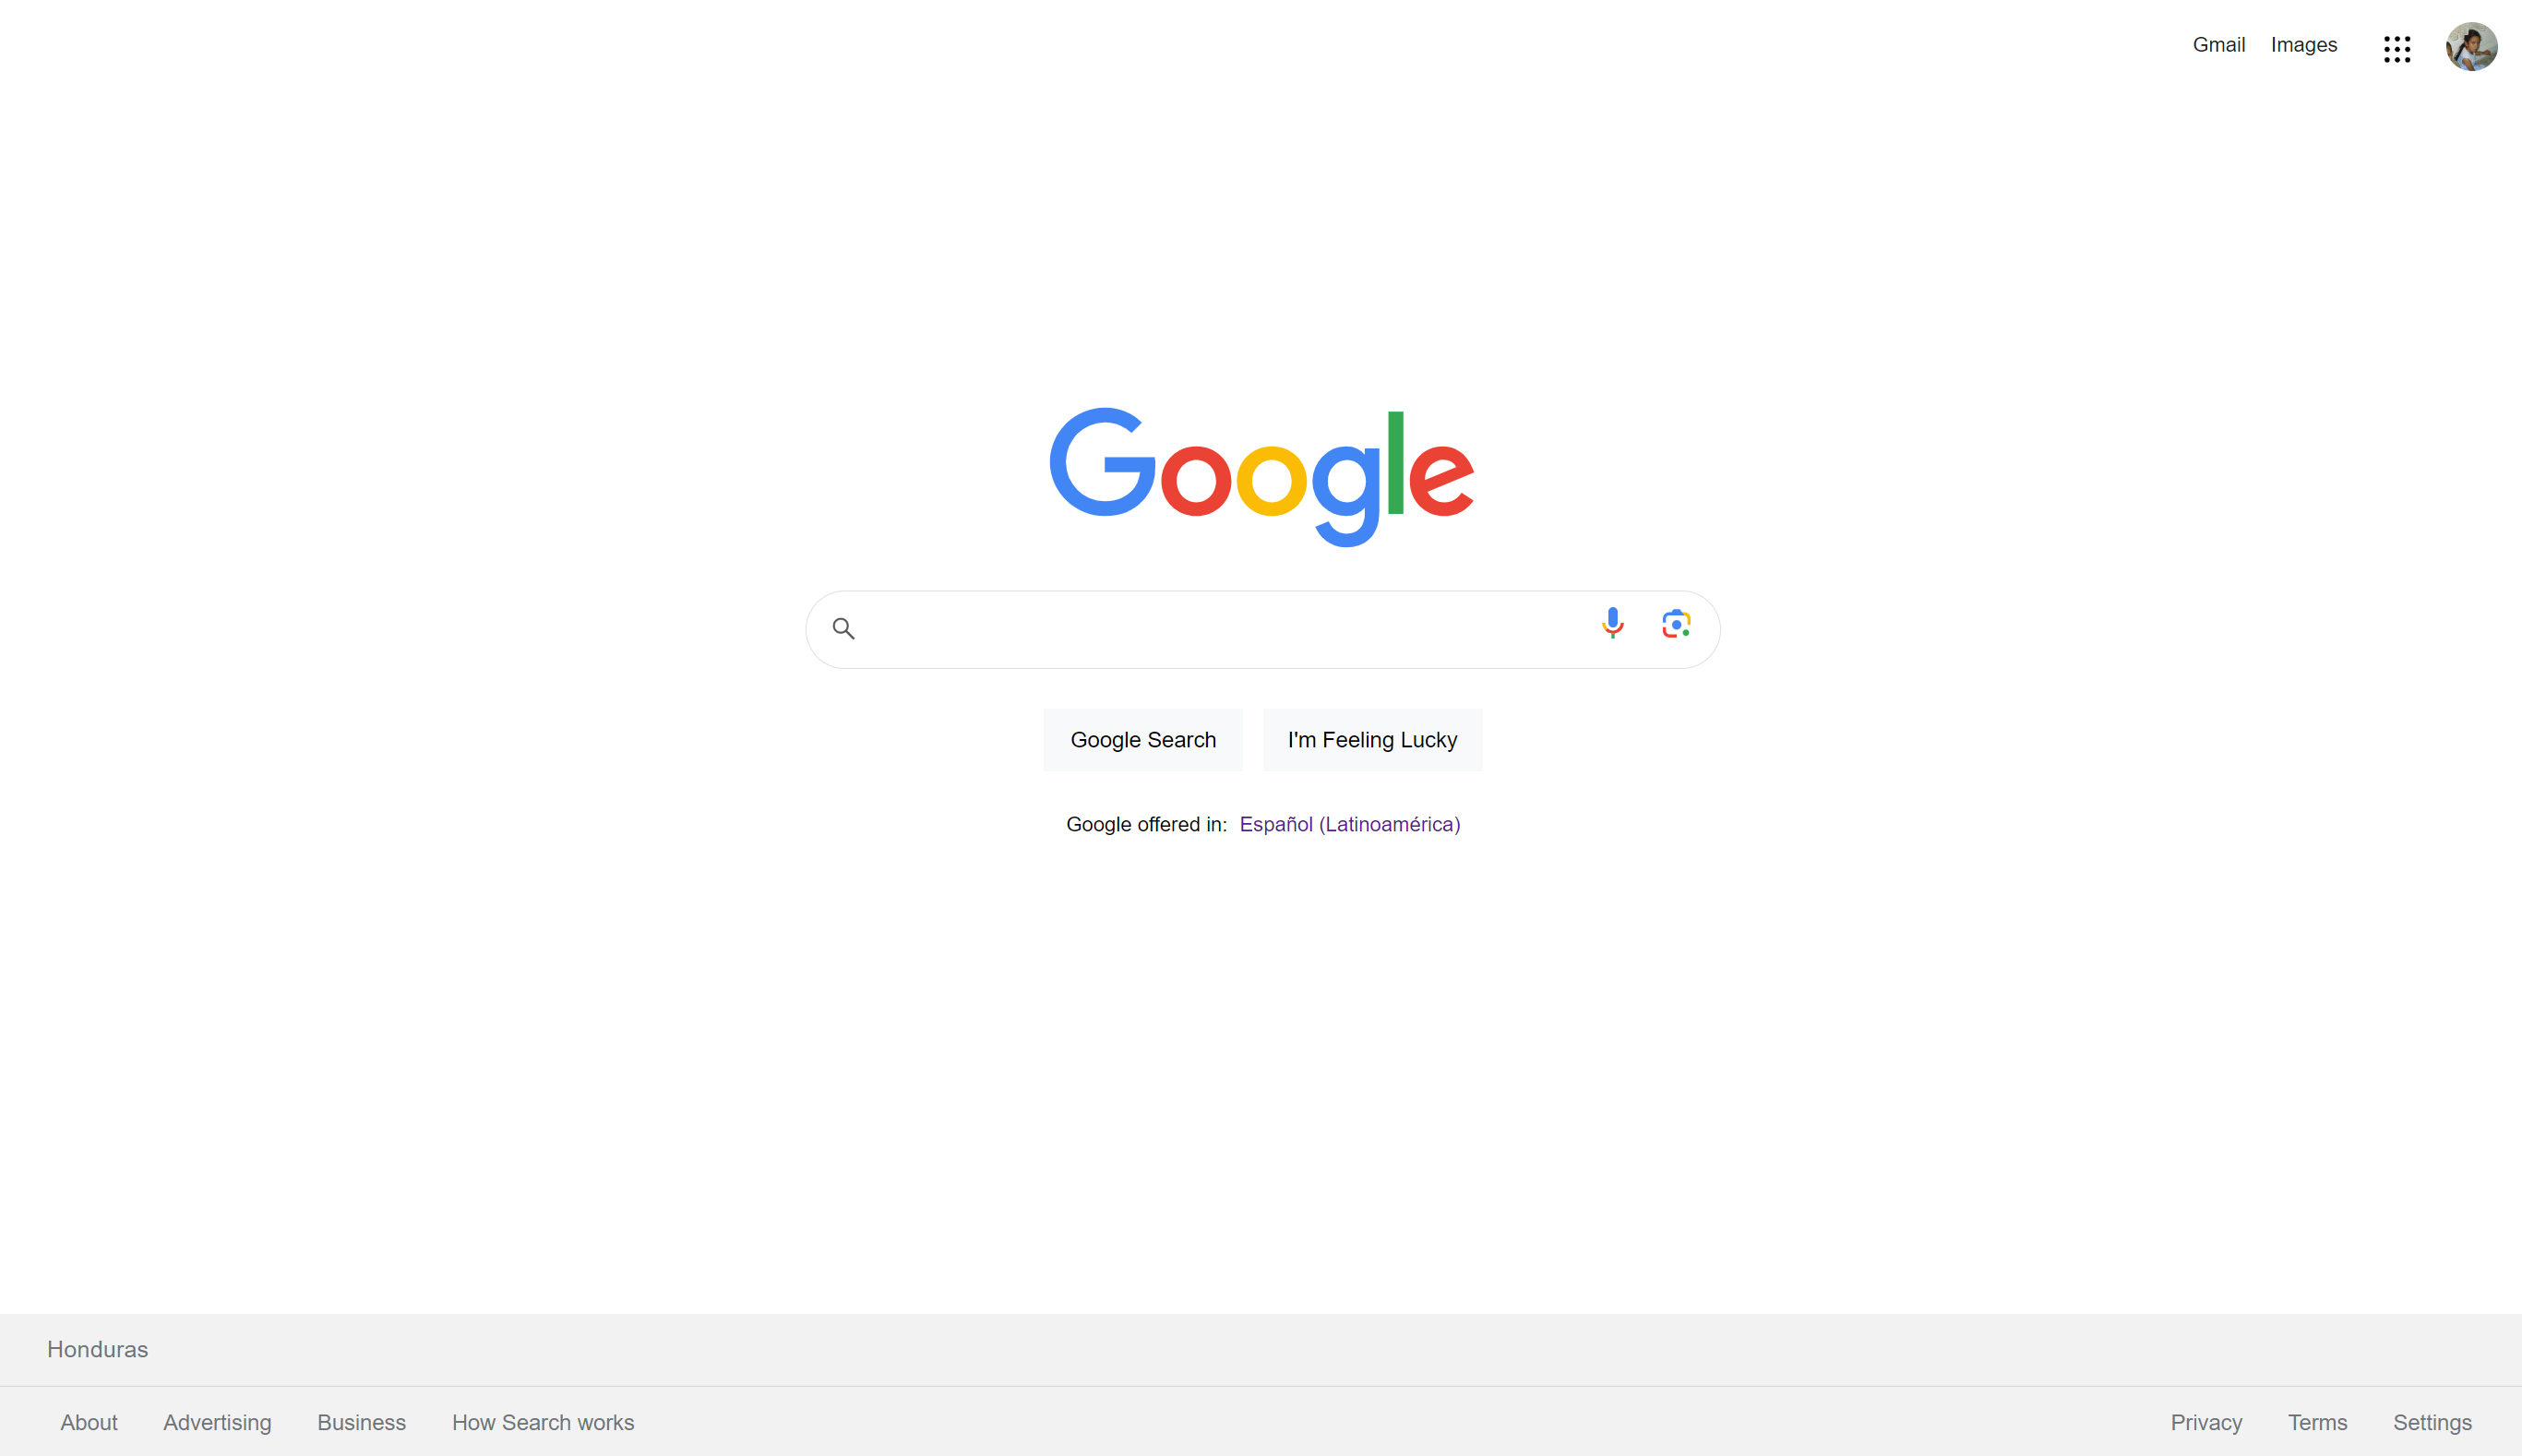 Gmail Images
Google
Google Search I'm Feeling Lucky
Google offered in: Español (Latinoamérica)
Honduras
About Advertising Business How Search works Privacy Terms Settings